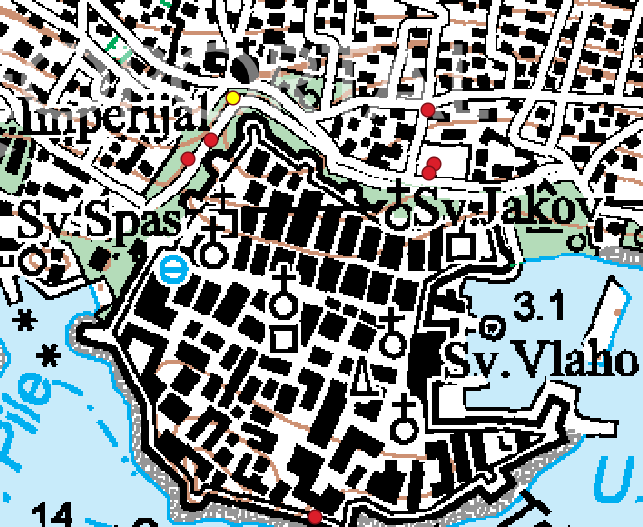 Imperijal
Sv. Spas
Sv. Jakov
3.1
Sv. Vlaho
Pile
14
U